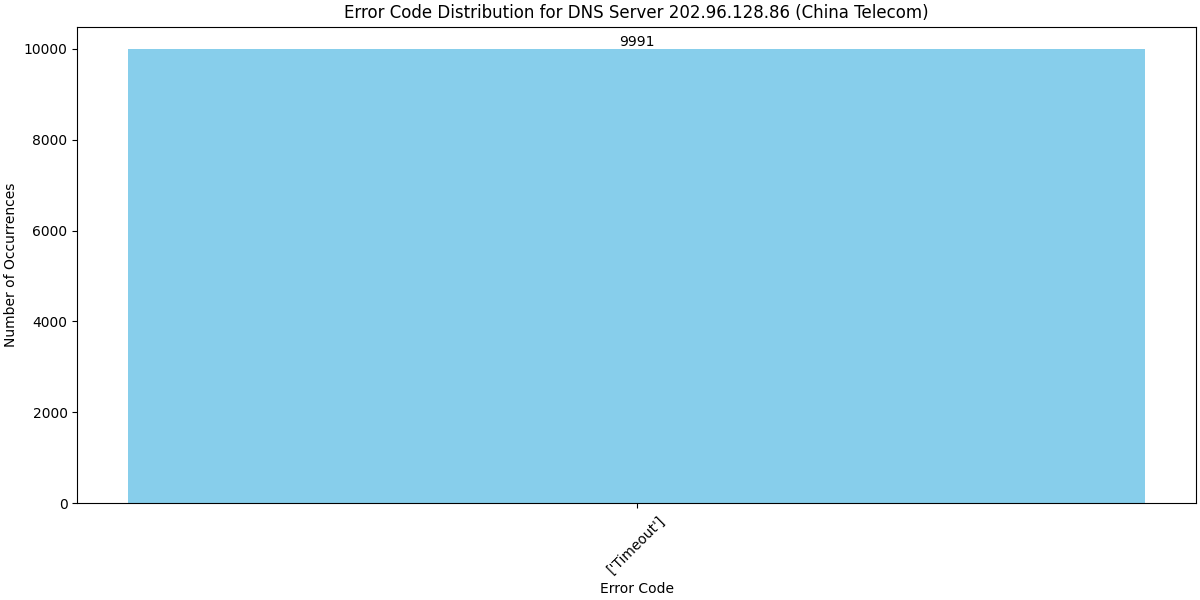 Error Code Distribution for DNS Server 202.96.128.86 (China Telecom)
9991
10000
8000
6000
4000
2000
0
Number of Occurrences
['Timeout']
Error Code